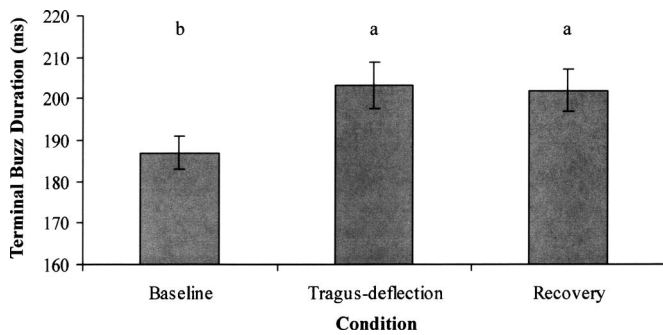 Terminal Buzz Duration (ms)
220
210
200
190
180
170
160
b a a
Baseline Tragus-deflection Recovery
Condition